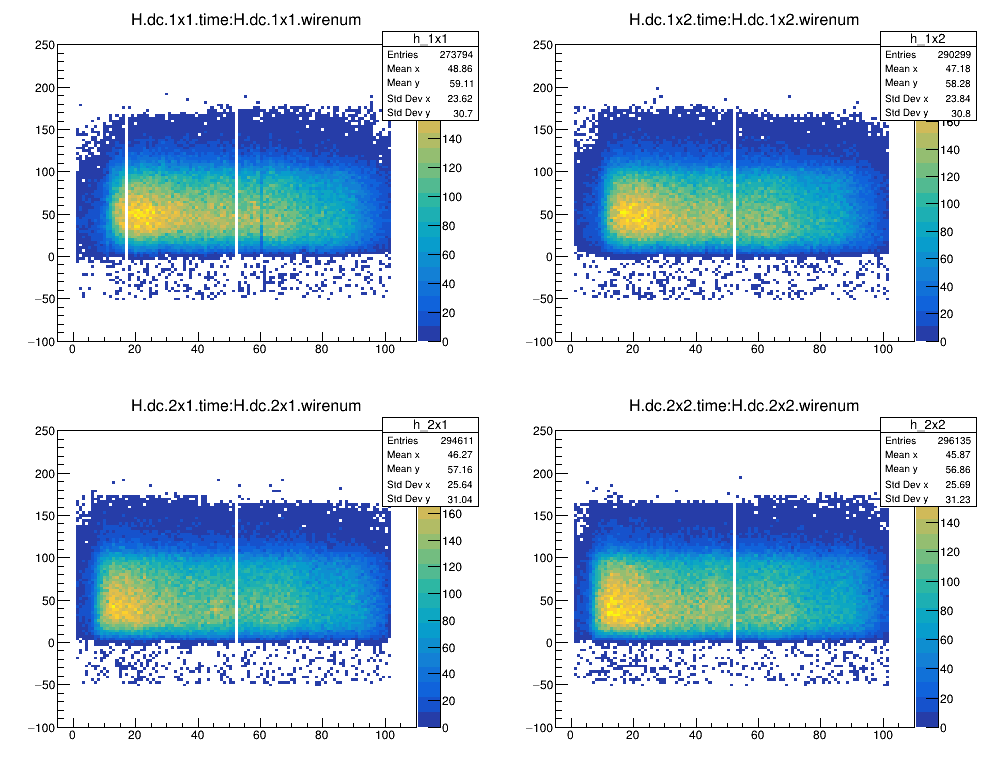 H.dc.1x1.time:H.dc.1x1.wirenum
h_1x1
Entries 273794
Mean x 48.86
Mean y 59.11
Std Dev x 23.62
Std Dev y 30.7
250
200
150
100
50
0
−50
−100
0 20 40 60 80 100
140
120
100
80
60
40
20
0
H.dc.1x2.time:H.dc.1x2.wirenum
h_1x2
Entries 290299
Mean x 47.18
Mean y 58.28
Std Dev x 23.84
Std Dev y 30.8
250
200
150
100
50
0
−50
−100
0 20 40 60 80 100
160
140
120
100
80
60
40
20
0
H.dc.2x1.time:H.dc.2x1.wirenum
h_2x1
Entries 294611
Mean x 46.27
Mean y 57.16
Std Dev x 25.64
Std Dev y 31.04
250
200
150
100
50
0
−50
−100
0 20 40 60 80 100
160
140
120
100
80
60
40
20
0
H.dc.2x2.time:H.dc.2x2.wirenum
h_2x2
Entries 296135
Mean x 45.87
Mean y 56.86
Std Dev x 25.69
Std Dev y 31.23
250
200
150
100
50
0
−50
−100
0 20 40 60 80 100
140
120
100
80
60
40
20
0